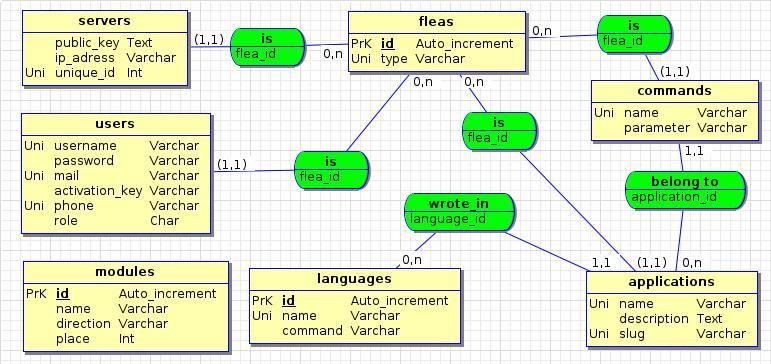 servers
public_key Text
ip_adress Varchar
Uni unique_id Int
(1,1)
is
flea_id
0,n
fleas
PrK id Auto_increment
Uni type Varchar
0,n
is
flea_id
(1,1)
commands
Uni name Varchar
parameter Varchar
1,1
belong to
application_id
0,n
users
Uni username Varchar
password Varchar
Uni mail Varchar
activation_key Varchar
Uni phone Varchar
role Char
(1,1)
is
flea_id
0,n
0,n
is
flea_id
(1,1)
wrote_in
language_id
0,n
1,1
modules
PrK id Auto_increment
name Varchar
direction Varchar
place Int
languages
PrK id Auto_increment
Uni name Varchar
command Varchar
applications
Uni name Varchar
description Text
Uni slug Varchar